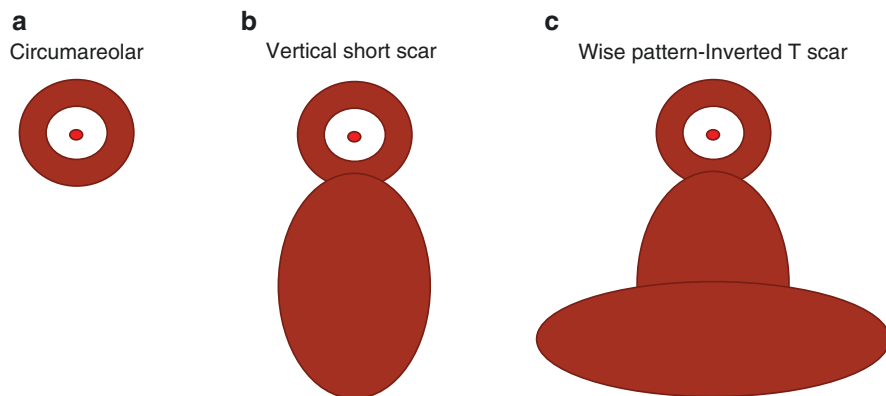 a
Circumareolar
b
Vertical short scar
c
Wise pattern-Inverted T scar